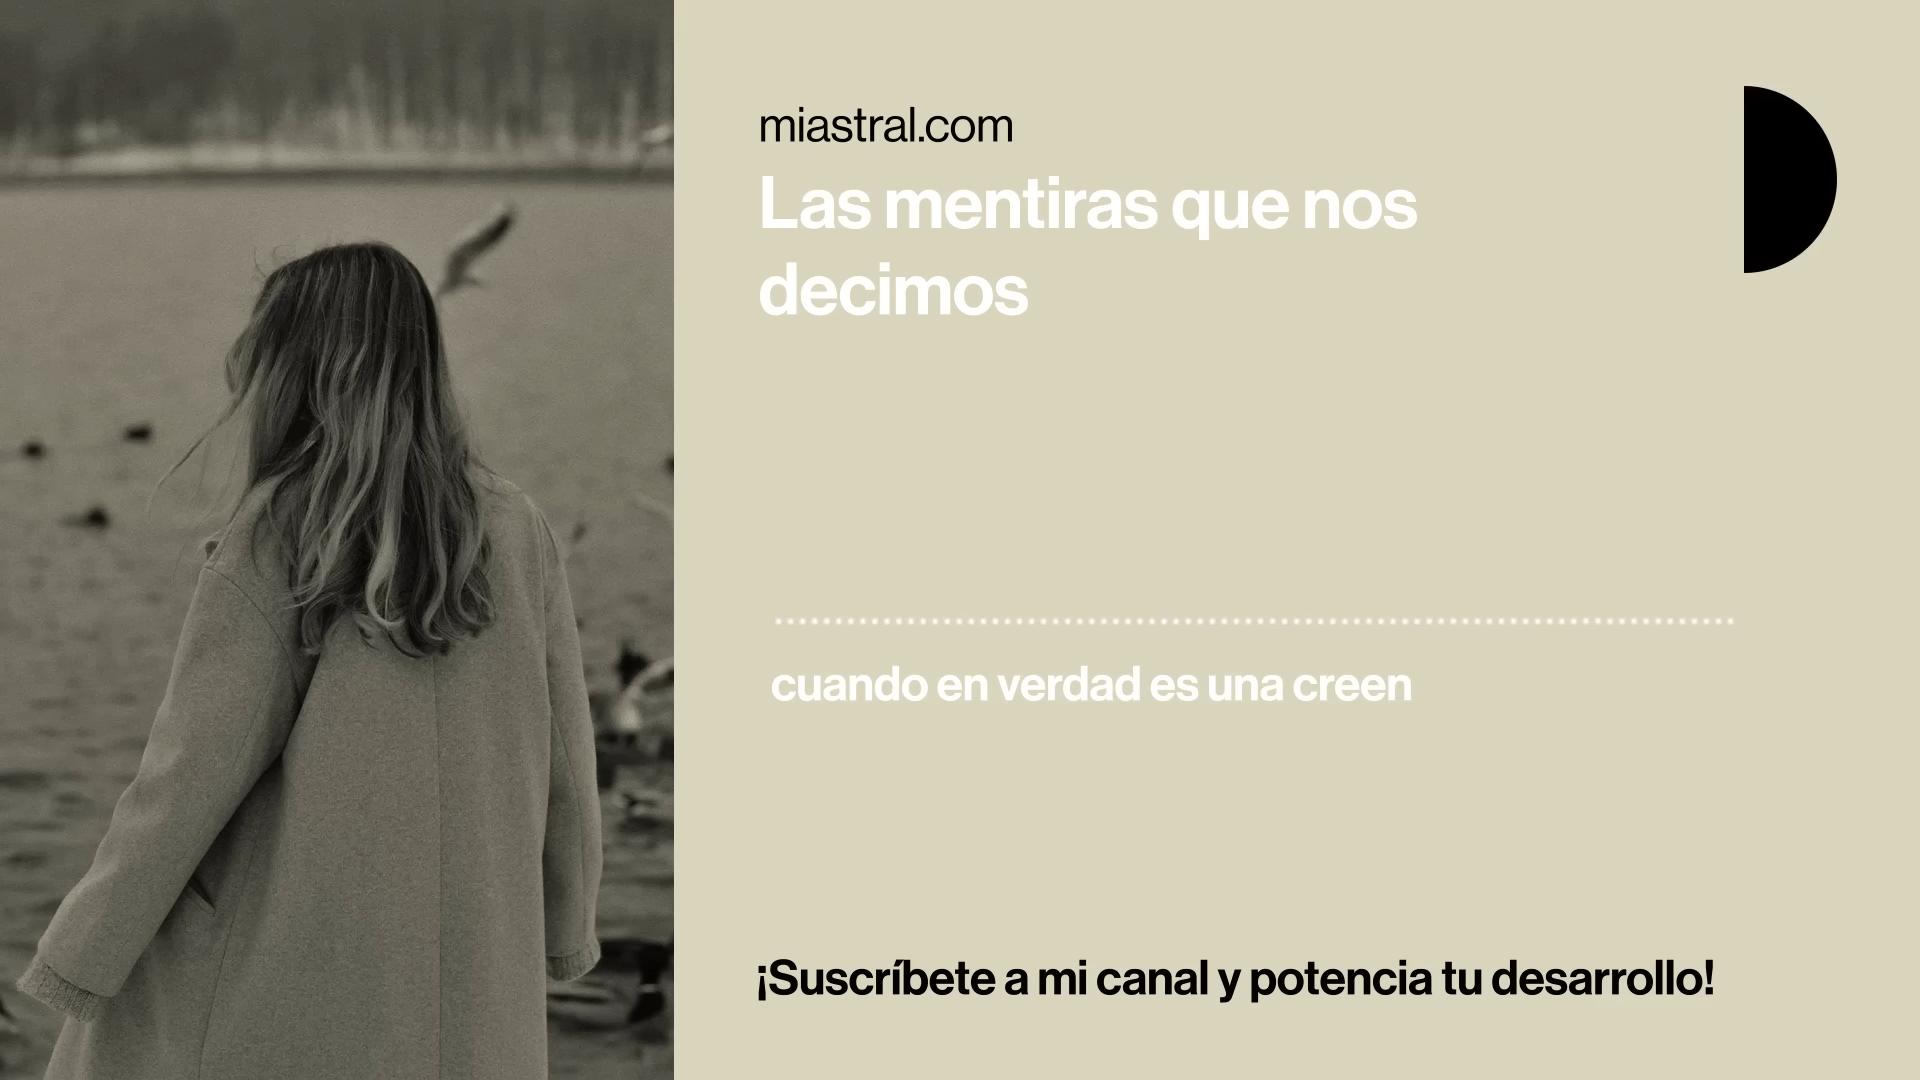 miastral.com
Las mentiras que nos
decimos
cuando en verdad es una creen
¡Suscríbete a mi canal y potencia tu desarrollo!